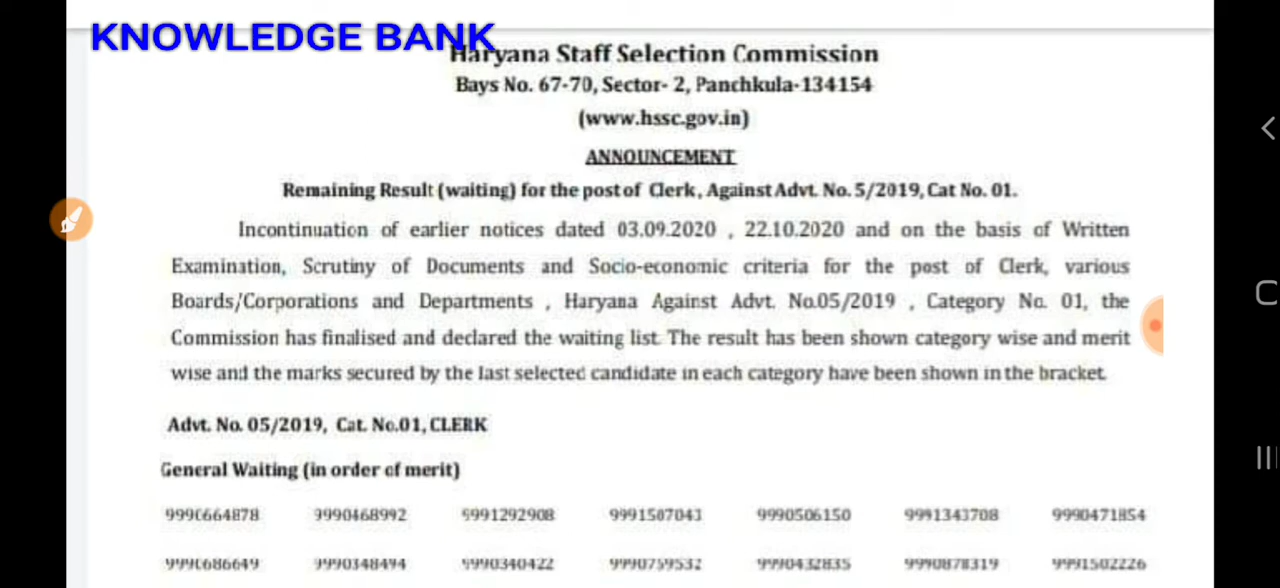 KNOWLEDGE BANK
Haryana Staff Selection Commission
Bays No. 67-70, Sector- 2, Panchkula-134154
(www.hssc.gov.in)
ANNOUNCEMENT
Remaining Result (waiting) for the post of Clerk, Against Advt. No. 5/2019, Cat No. 01.
Incontinuation of earlier notices dated 03.09.2020 , 22.10.2020 and on the basis of Written
Examination, Scrutiny of Documents and Socio-economic criteria for the post of Clerk, various
Boards/Corporations and Departments , Haryana Against Advt. No.05/2019 , Category No. 01, the
Commission has finalised and declared the waiting list. The result has been shown category wise and merit
wise and the marks secured by the last selected candidate in each category have been shown in the bracket.
Advt. No. 05/2019, Cat. No.01, CLERK
General Waiting (in order of merit)
9990664878 9990468992 9991292908 9991507043 9990506150 9991343708 9990471854
9990686649 9990348494 9990340422 9990759532 9990432835 9990878319 9991502226